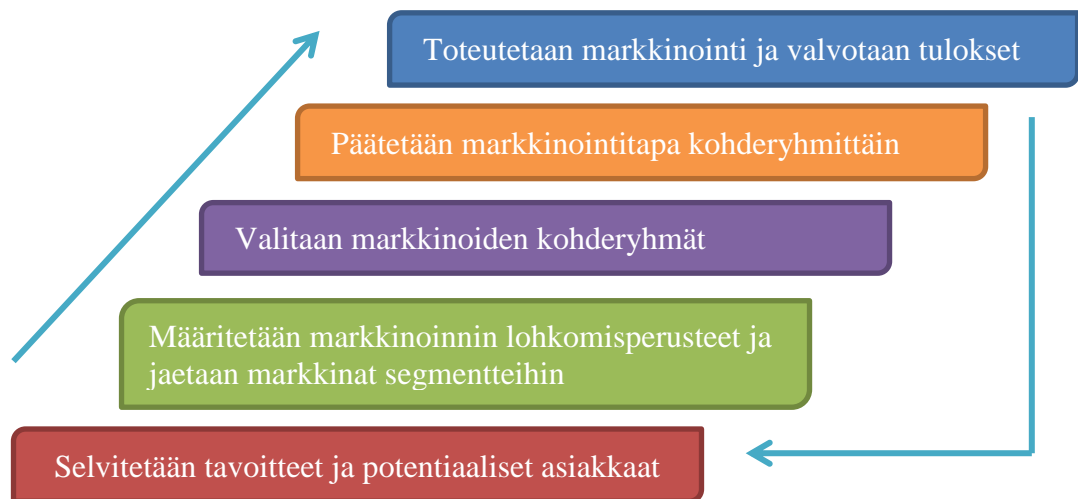 Toteutetaan markkinointi ja valvotaan tulokset
Päätetään markkinointitapa kohderyhmittäin
Valitaan markkinoiden kohderyhmät
Määritetään markkinoinnin lohkomisperusteet ja
jaetaan markkinat segmentteihin
Selvitetään tavoitteet ja potentiaaliset asiakkaat